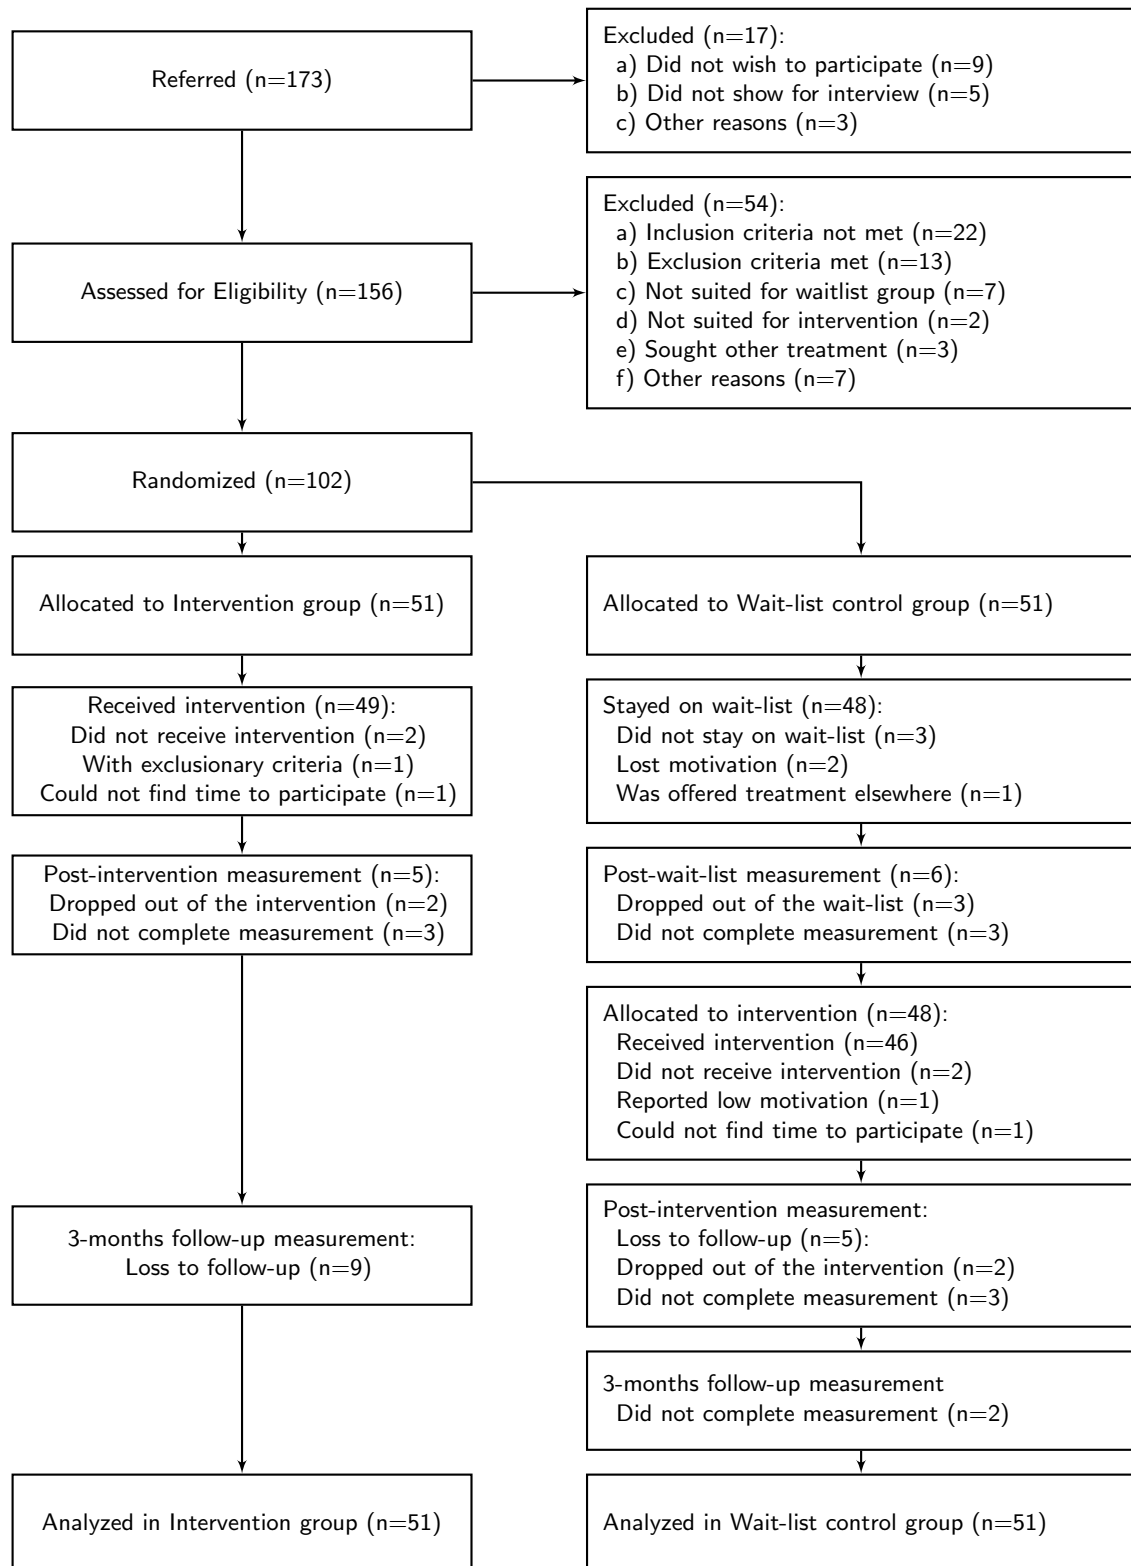 Referred (n=173)
Excluded (n=17):
a) Did not wish to participate (n=9)
b) Did not show for interview (n=5)
c) Other reasons (n=3)
Assessed for Eligibility (n=156)
Excluded (n=54):
a) Inclusion criteria not met (n=22)
b) Exclusion criteria met (n=13)
c) Not suited for waitlist group (n=7)
d) Not suited for intervention (n=2)
e) Sought other treatment (n=3)
f) Other reasons (n=7)
Randomized (n=102)
Allocated to Intervention group (n=51)
Allocated to Wait-list control group (n=51)
Received intervention (n=49):
Did not receive intervention (n=2)
With exclusionary criteria (n=1)
Could not find time to participate (n=1)
Stayed on wait-list (n=48):
Did not stay on wait-list (n=3)
Lost motivation (n=2)
Was offered treatment elsewhere (n=1)
Post-intervention measurement (n=5):
Dropped out of the intervention (n=2)
Did not complete measurement (n=3)
Post-wait-list measurement (n=6):
Dropped out of the wait-list (n=3)
Did not complete measurement (n=3)
Allocated to intervention (n=48):
Received intervention (n=46)
Did not receive intervention (n=2)
Reported low motivation (n=1)
Could not find time to participate (n=1)
3-months follow-up measurement:
Loss to follow-up (n=9)
Post-intervention measurement:
Loss to follow-up (n=5):
Dropped out of the intervention (n=2)
Did not complete measurement (n=3)
3-months follow-up measurement
Did not complete measurement (n=2)
Analyzed in Intervention group (n=51)
Analyzed in Wait-list control group (n=51)